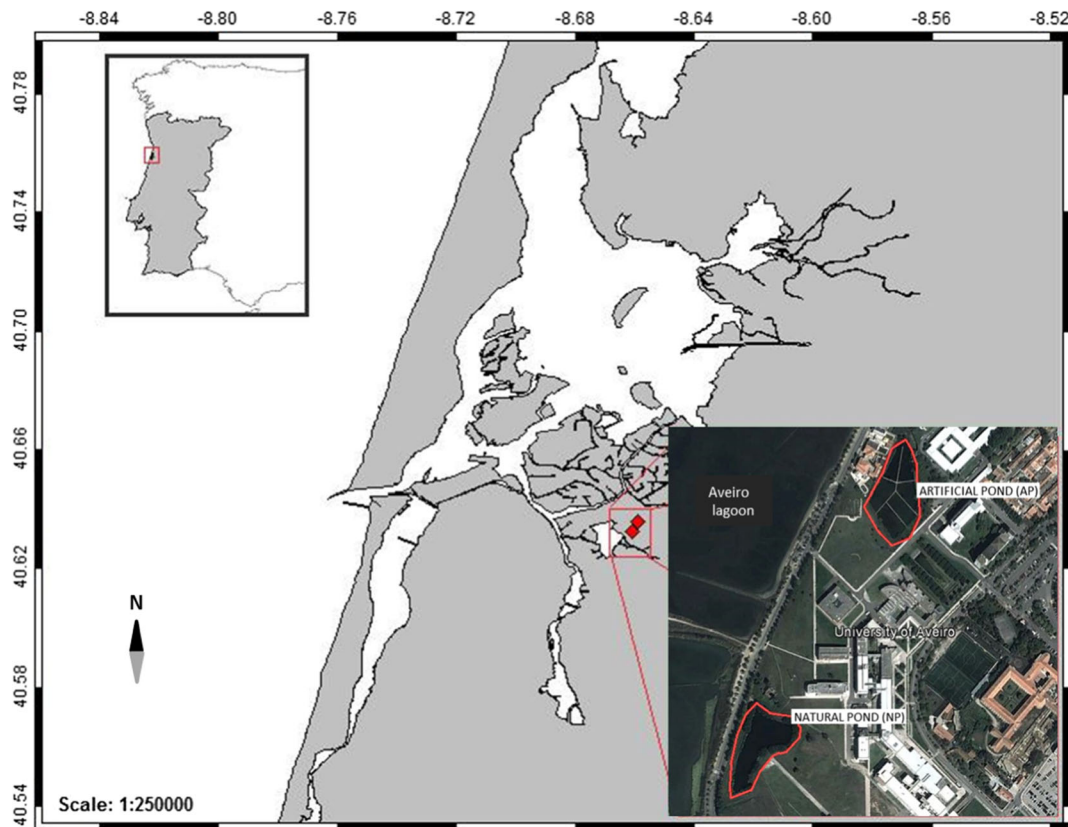 -8.84 -8.80 -8.76 -8.72 -8.68 -8.64 -8.60 -8.56 -8.52
40.78
40.74
40.70
40.66
40.62
40.58
40.54
Aveiro
lagoon
ARTIFICIAL POND (AP)
University of Aveiro
NATURAL POND (NP)
N
Scale: 1:250000